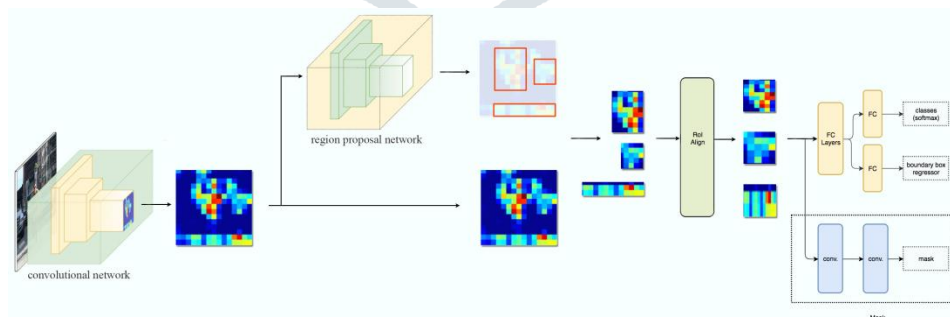 region proposal network
convolutional network
RoI
Align
FC
Layers
FC
classes
(softmax)
FC
boundary box
regressor
conv.
conv.
mask